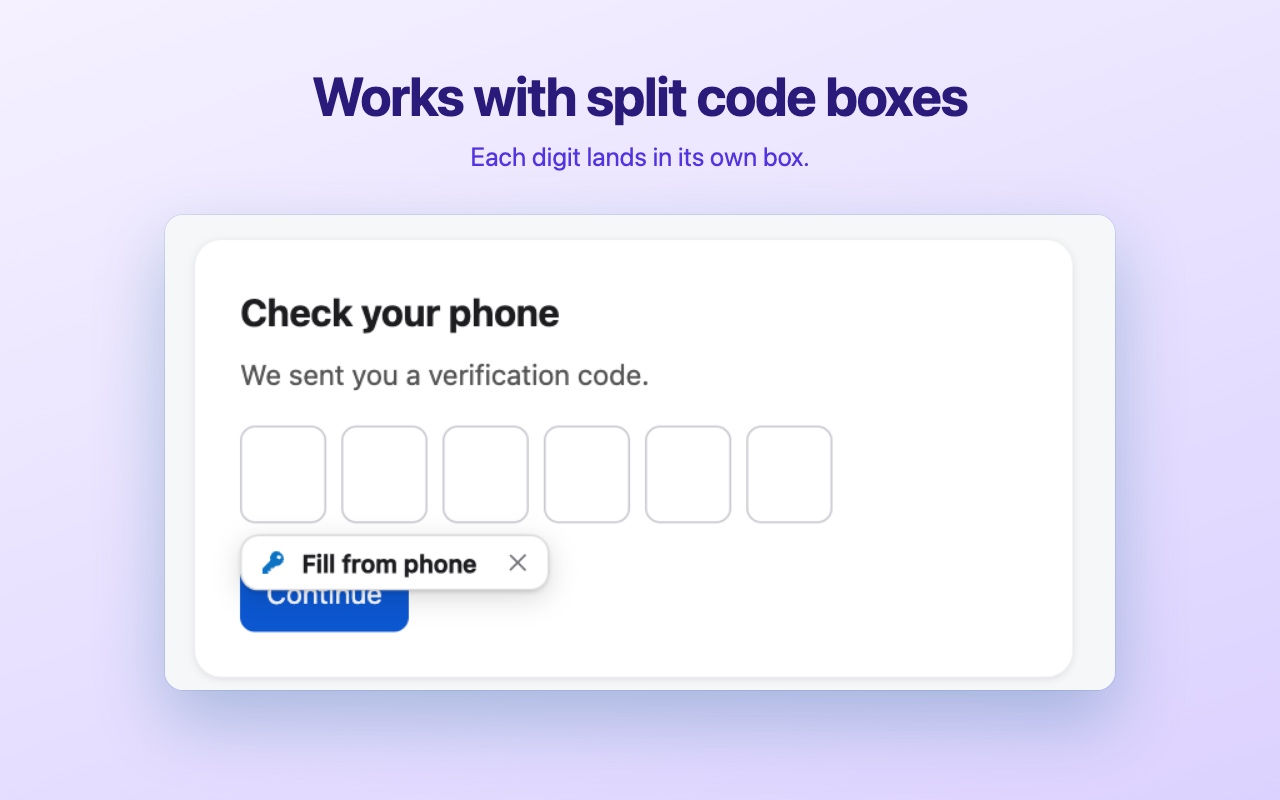 Works with split code boxes
Each digit lands in its own box.
Check your phone
We sent you a verification code.
Fill from phone
Continue